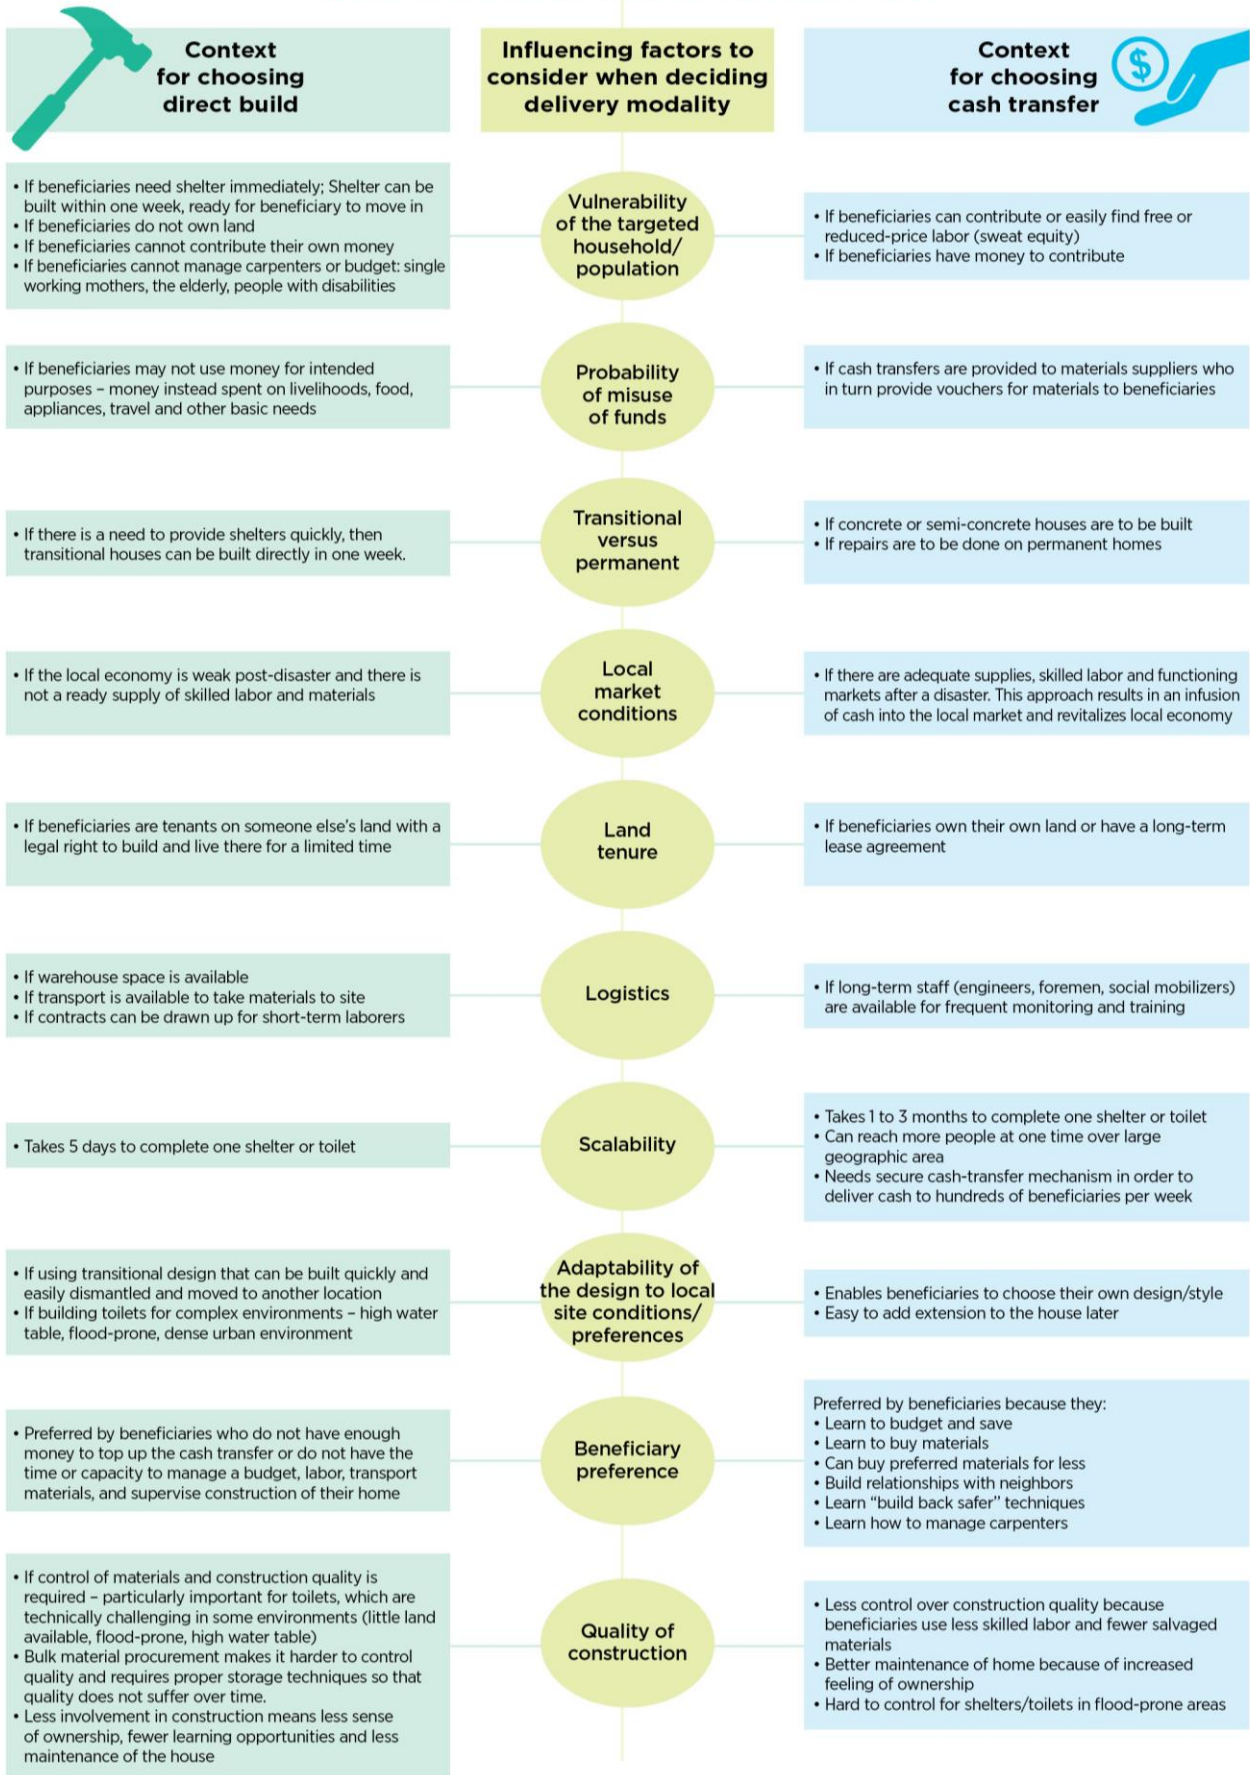 Context
for choosing
direct build
Influencing factors to
consider when deciding
delivery modality
Context
for choosing
cash transfer
$
• If beneficiaries need shelter immediately; Shelter can be
built within one week, ready for beneficiary to move in
• If beneficiaries do not own land
• If beneficiaries cannot contribute their own money
• If beneficiaries cannot manage carpenters or budget: single
working mothers, the elderly, people with disabilities
Vulnerability
of the targeted
household/
population
• If beneficiaries can contribute or easily find free or
reduced-price labor (sweat equity)
• If beneficiaries have money to contribute
• If beneficiaries may not use money for intended
purposes – money instead spent on livelihoods, food,
appliances, travel and other basic needs
Probability
of misuse
of funds
• If cash transfers are provided to materials suppliers who
in turn provide vouchers for materials to beneficiaries
• If there is a need to provide shelters quickly, then
transitional houses can be built directly in one week.
Transitional
versus
permanent
• If concrete or semi-concrete houses are to be built
• If repairs are to be done on permanent homes
• If the local economy is weak post-disaster and there is
not a ready supply of skilled labor and materials
Local
market
conditions
• If there are adequate supplies, skilled labor and functioning
markets after a disaster. This approach results in an infusion
of cash into the local market and revitalizes local economy
• If beneficiaries are tenants on someone else’s land with a
legal right to build and live there for a limited time
Land
tenure
• If beneficiaries own their own land or have a long-term
lease agreement
• If warehouse space is available
• If transport is available to take materials to site
• If contracts can be drawn up for short-term laborers
Logistics
• If long-term staff (engineers, foremen, social mobilizers)
are available for frequent monitoring and training
• Takes 5 days to complete one shelter or toilet
Scalability
• Takes 1 to 3 months to complete one shelter or toilet
• Can reach more people at one time over large
geographic area
• Needs secure cash-transfer mechanism in order to
deliver cash to hundreds of beneficiaries per week
• If using transitional design that can be built quickly and
easily dismantled and moved to another location
• If building toilets for complex environments – high water
table, flood-prone, dense urban environment
Adaptability of
the design to local
site conditions/
preferences
• Enables beneficiaries to choose their own design/style
• Easy to add extension to the house later
• Preferred by beneficiaries who do not have enough
money to top up the cash transfer or do not have the
time or capacity to manage a budget, labor, transport
materials, and supervise construction of their home
Beneficiary
preference
Preferred by beneficiaries because they:
• Learn to budget and save
• Learn to buy materials
• Can buy preferred materials for less
• Build relationships with neighbors
• Learn “build back safer” techniques
• Learn how to manage carpenters
• If control of materials and construction quality is
required – particularly important for toilets, which are
technically challenging in some environments (little land
available, flood-prone, high water table)
• Bulk material procurement makes it harder to control
quality and requires proper storage techniques so that
quality does not suffer over time.
• Less involvement in construction means less sense
of ownership, fewer learning opportunities and less
maintenance of the house
Quality of
construction
• Less control over construction quality because
beneficiaries use less skilled labor and fewer salvaged
materials
• Better maintenance of home because of increased
feeling of ownership
• Hard to control for shelters/toilets in flood-prone areas